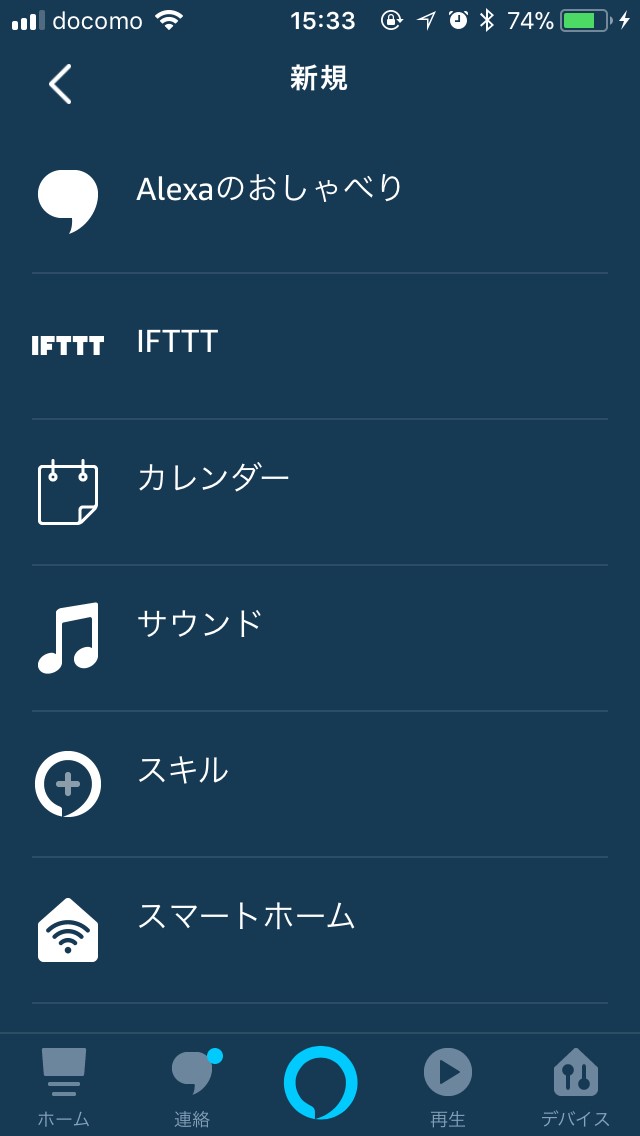 docomo 15:33 74%
新規
Alexaのおしゃべり
IFTTT IFTTT
カレンダー
サウンド
スキル
スマートホーム
ホーム 連絡 再生 デバイス